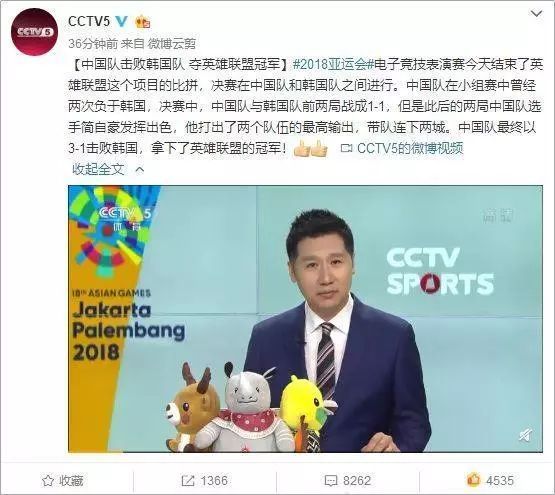 CCTV5
CCTV5
36分钟前 来自 微博云剪
【中国队击败韩国队 夺英雄联盟冠军】#2018亚运会#电子竞技表演赛今天结束了英
雄联盟这个项目的比拼，决赛在中国队和韩国队之间进行。中国队在小组赛中曾经
两次负于韩国，决赛中，中国队与韩国队前两局战成1-1，但是此后的两局中国队选
手简自豪发挥出色，他打出了两个队伍的最高输出，带队连下两城。中国队最终以
3-1击败韩国，拿下了英雄联盟的冠军！ CCTV5的微博视频
收起全文
CCTV 5
体育
高清
CCTV
SPORTS
18th ASIAN GAMES
Jakarta
Palembang
2018
收藏
1366
8262
4535